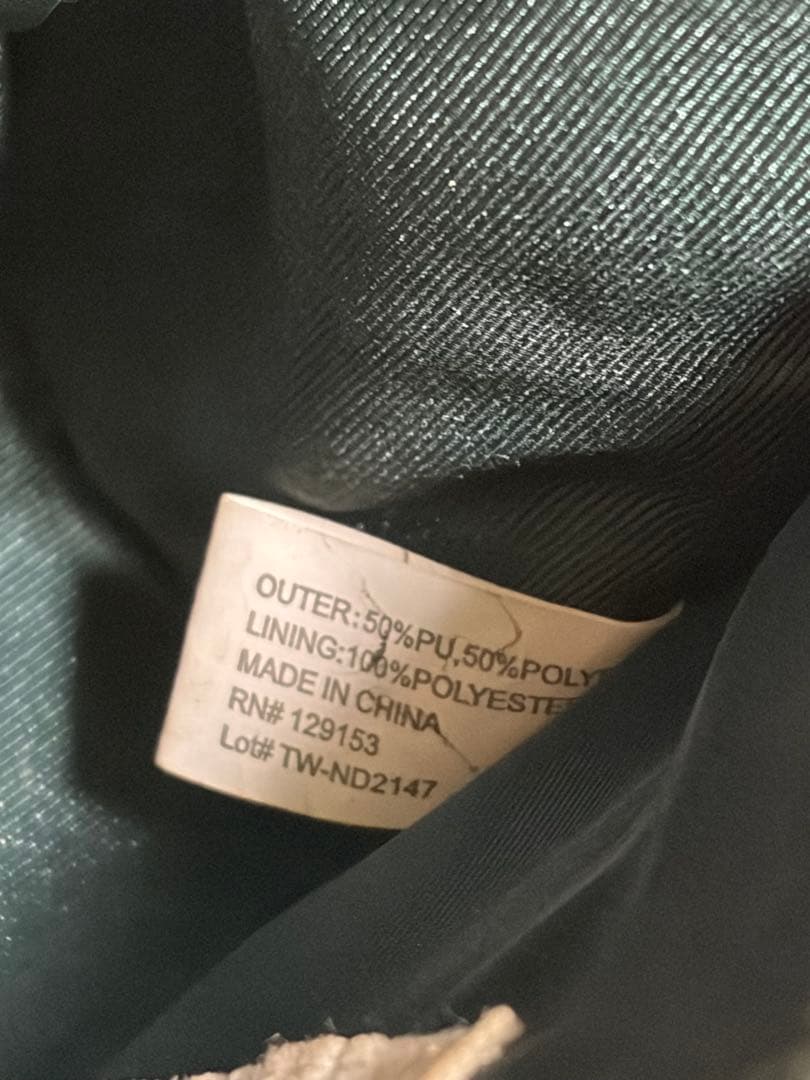 OUTER:50%PU,50%POLY
LINING:100%POLYESTE
MADE IN CHINA
RN# 129153
Lot# TW-ND2147